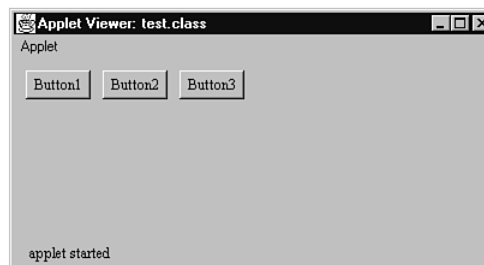 Applet Viewer: test.class
Applet
Button1 Button2 Button3
applet started